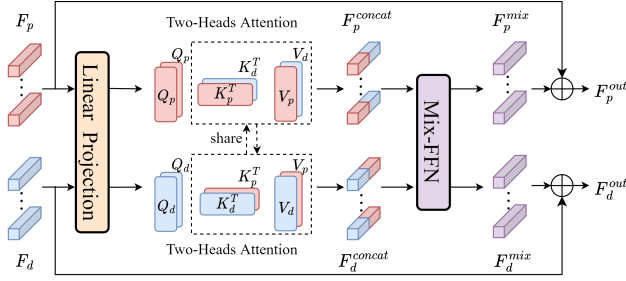 Two-Heads Attention
F_p
F_p^{concat}
F_p^{mix}
Q_p
K_d^T
V_d
Q_p
K_p^T
V_p
F_p^{out}
Linear Projection
share
Mix-FFN
Q_d
K_p^T
V_p
Q_d
K_d^T
V_d
F_d^{out}
Two-Heads Attention
F_d
F_d^{concat}
F_d^{mix}